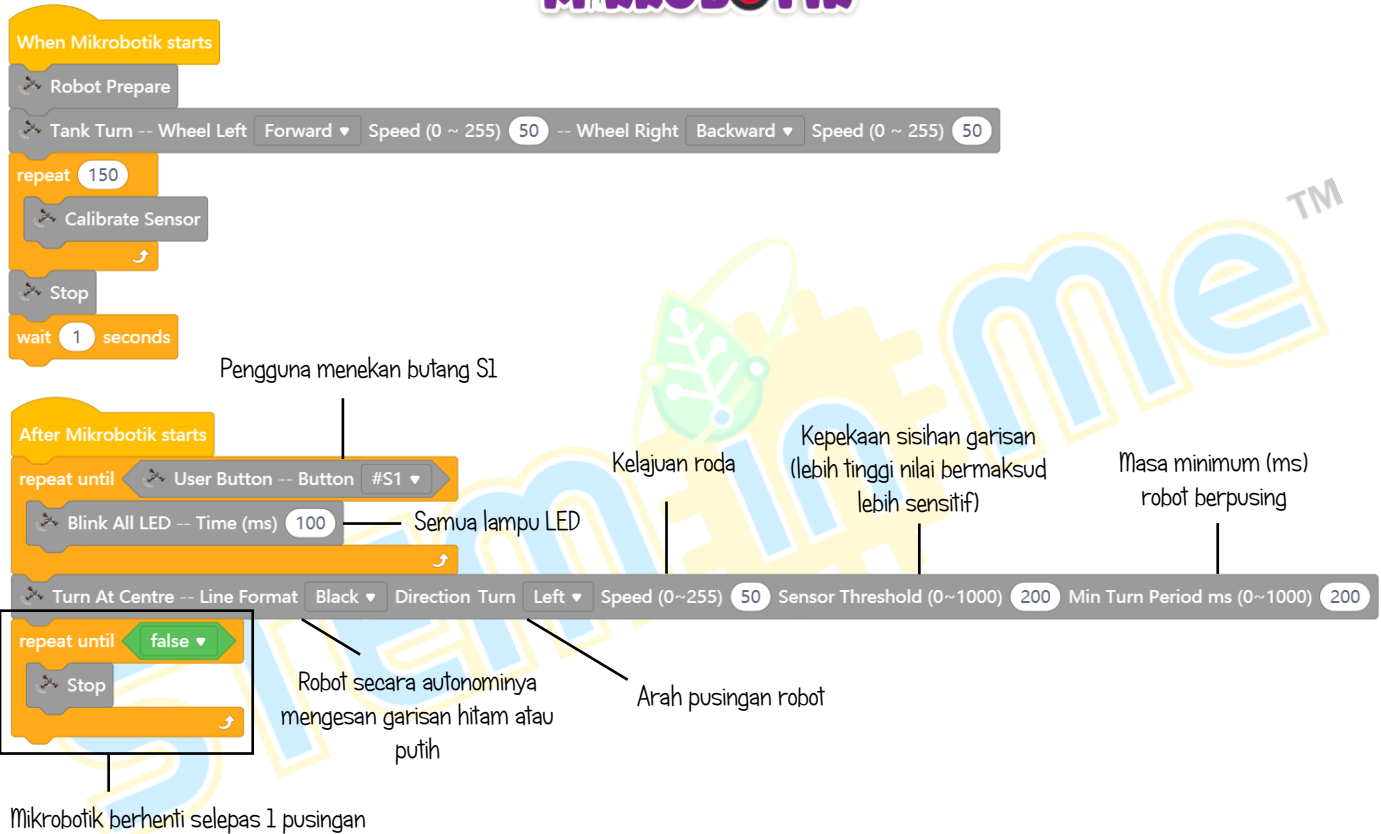 MIKROBOTIK
When Mikrobotik starts
Robot Prepare
Tank Turn -- Wheel Left Forward ▾ Speed (0 ~ 255) 50 -- Wheel Right Backward ▾ Speed (0 ~ 255) 50
repeat 150
Calibrate Sensor
Stop
wait 1 seconds
Pengguna menekan butang S1
After Mikrobotik starts
repeat until User Button -- Button #S1 ▾
Blink All LED -- Time (ms) 100
Semua lampu LED
Kelajuan roda
Kepekaan sisihan garisan
(lebih tinggi nilai bermaksud
lebih sensitif)
Masa minimum (ms)
robot berpusing
Turn At Centre -- Line Format Black ▾ Direction Turn Left ▾ Speed (0~255) 50 Sensor Threshold (0~1000) 200 Min Turn Period ms (0~1000) 200
repeat until false ▾
Stop
Robot secara autonominya
mengesan garisan hitam atau
putih
Arah pusingan robot
Mikrobotik berhenti selepas 1 pusingan
STEM in me TM